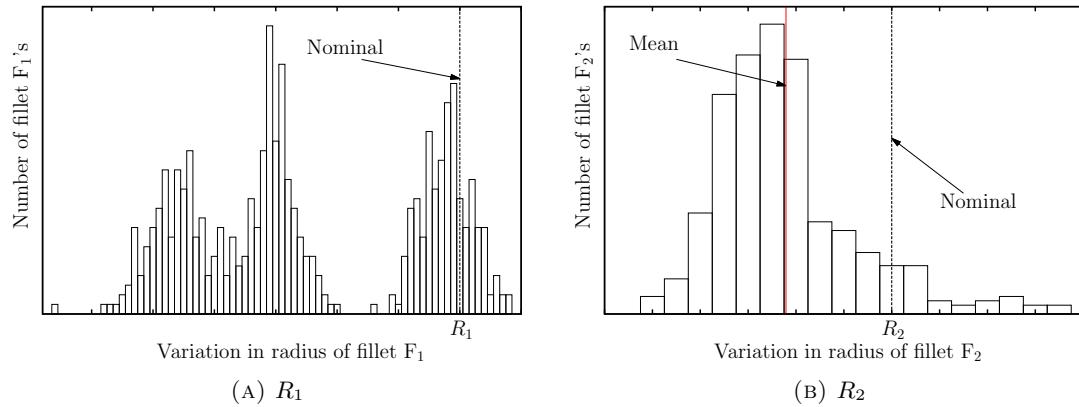 Number of fillet F1's
Nominal
R1
Variation in radius of fillet F1
(A) R1
Number of fillet F2's
Mean
Nominal
R2
Variation in radius of fillet F2
(B) R2